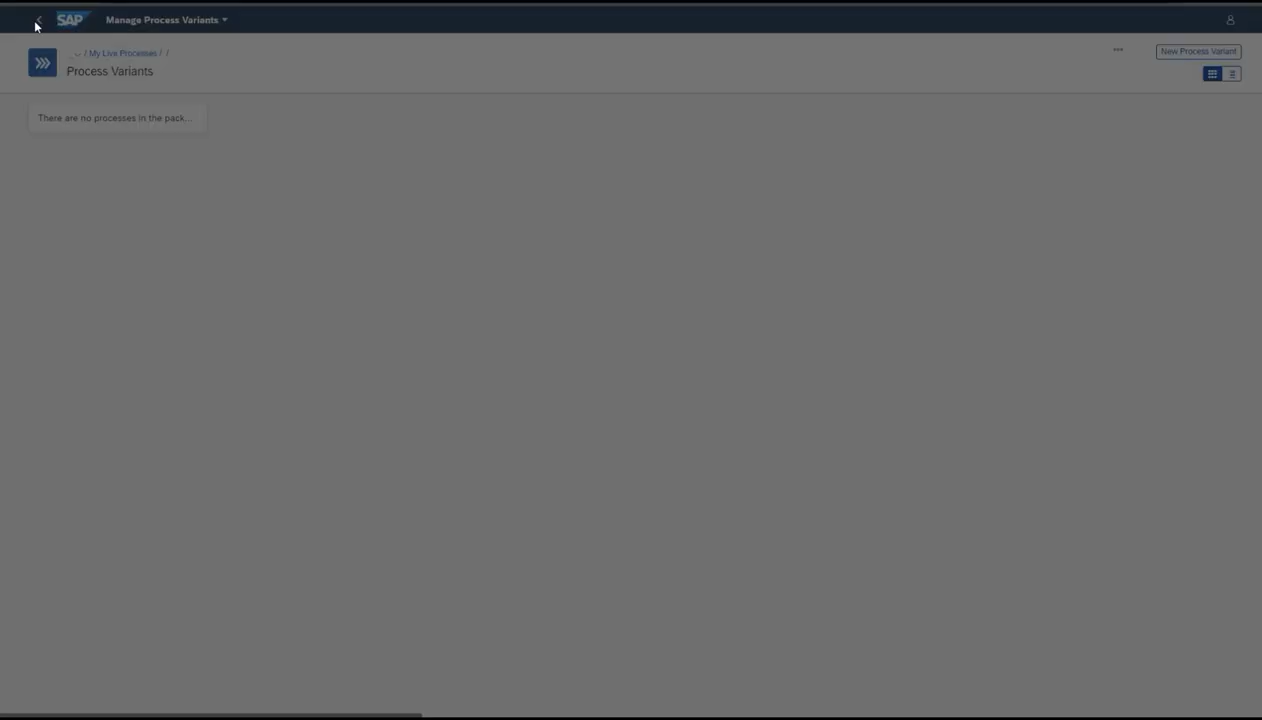 SAP Manage Process Variants
... / My Live Processes / /
Process Variants
New Process Variant
There are no processes in the pack...